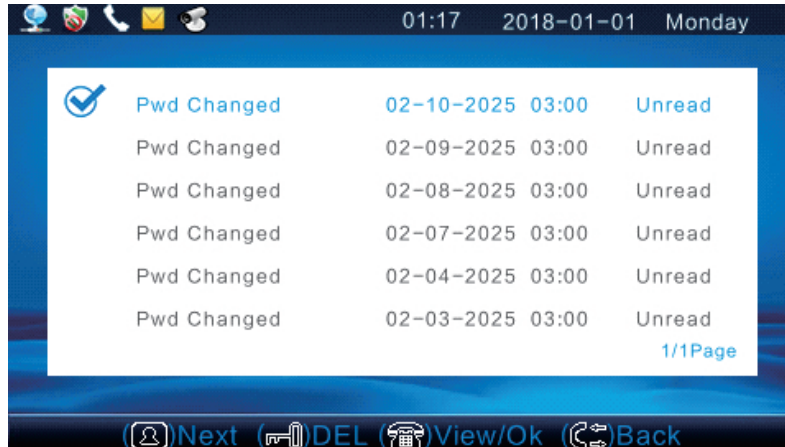 01:17 2018-01-01 Monday
Pwd Changed 02-10-2025 03:00 Unread
Pwd Changed 02-09-2025 03:00 Unread
Pwd Changed 02-08-2025 03:00 Unread
Pwd Changed 02-07-2025 03:00 Unread
Pwd Changed 02-04-2025 03:00 Unread
Pwd Changed 02-03-2025 03:00 Unread
1/1Page
()Next ()DEL ()View/Ok ()Back